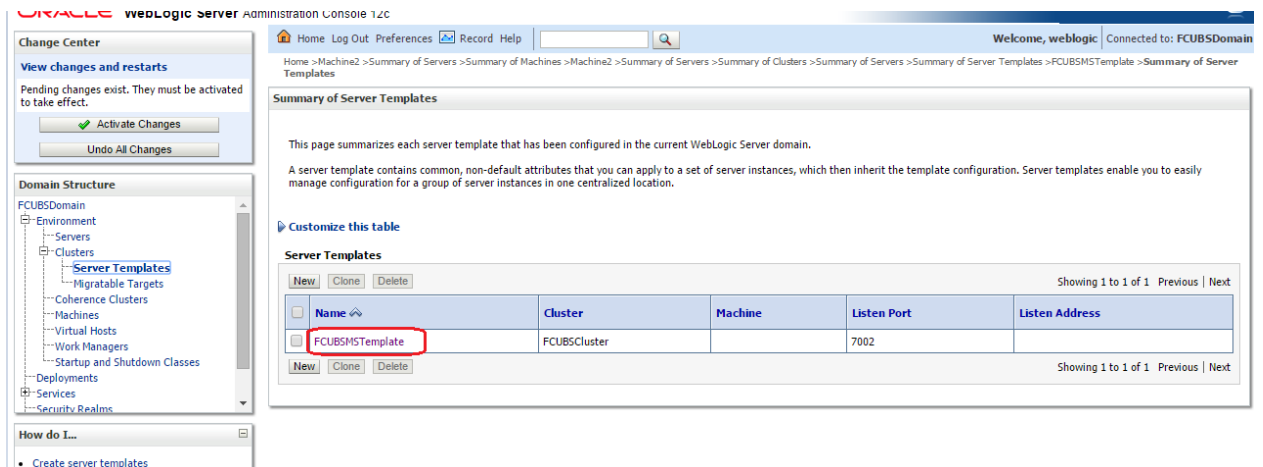 ORACLE WebLogic Server Administration Console 12c
Change Center
View changes and restarts
Pending changes exist. They must be activated
to take effect.
Activate Changes
Undo All Changes
Domain Structure
FCUBSDomain
Environment
Servers
Clusters
Server Templates
Migratable Targets
Coherence Clusters
Machines
Virtual Hosts
Work Managers
Startup and Shutdown Classes
Deployments
Services
Security Realms
How do I...
Create server templates
Home Log Out Preferences Record Help
Welcome, weblogic Connected to: FCUBSDomain
Home >Machine2 >Summary of Servers >Summary of Machines >Machine2 >Summary of Servers >Summary of Clusters >Summary of Servers >Summary of Server Templates >FCUBSMSTemplate >Summary of Server
Templates
Summary of Server Templates
This page summarizes each server template that has been configured in the current WebLogic Server domain.
A server template contains common, non-default attributes that you can apply to a set of server instances, which then inherit the template configuration. Server templates enable you to easily
manage configuration for a group of server instances in one centralized location.
Customize this table
Server Templates
New Clone Delete Showing 1 to 1 of 1 Previous | Next
Name Cluster Machine Listen Port Listen Address
FCUBSMSTemplate FCUBSCluster 7002
New Clone Delete Showing 1 to 1 of 1 Previous | Next